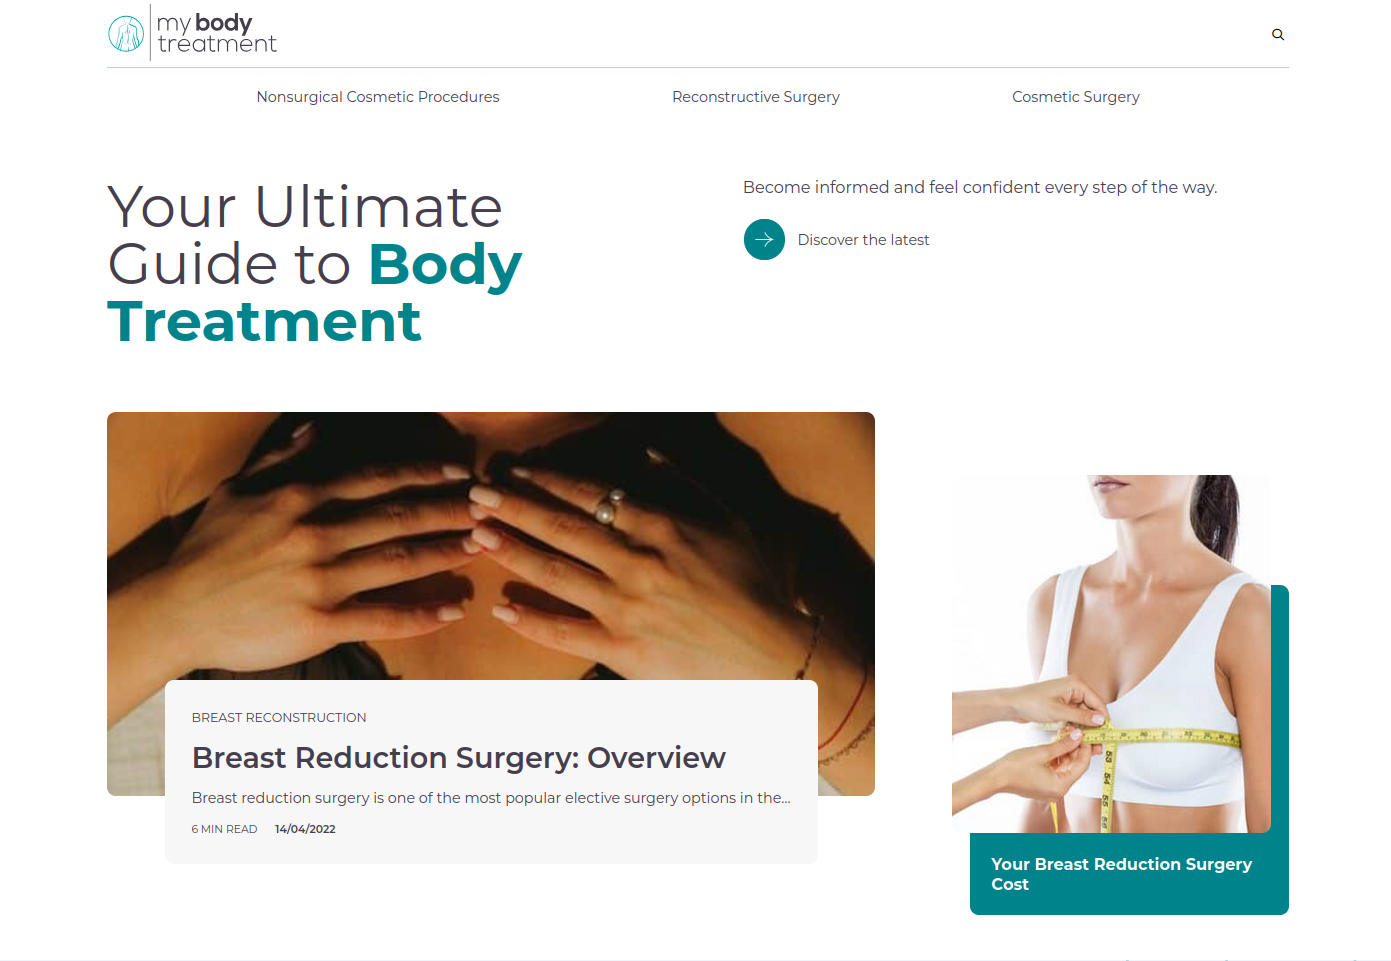 my body
treatment
Nonsurgical Cosmetic Procedures
Reconstructive Surgery
Cosmetic Surgery
Your Ultimate
Guide to Body
Treatment
Become informed and feel confident every step of the way.
Discover the latest
BREAST RECONSTRUCTION
Breast Reduction Surgery: Overview
Breast reduction surgery is one of the most popular elective surgery options in the...
6 MIN READ 14/04/2022
53
54
55
Your Breast Reduction Surgery
Cost